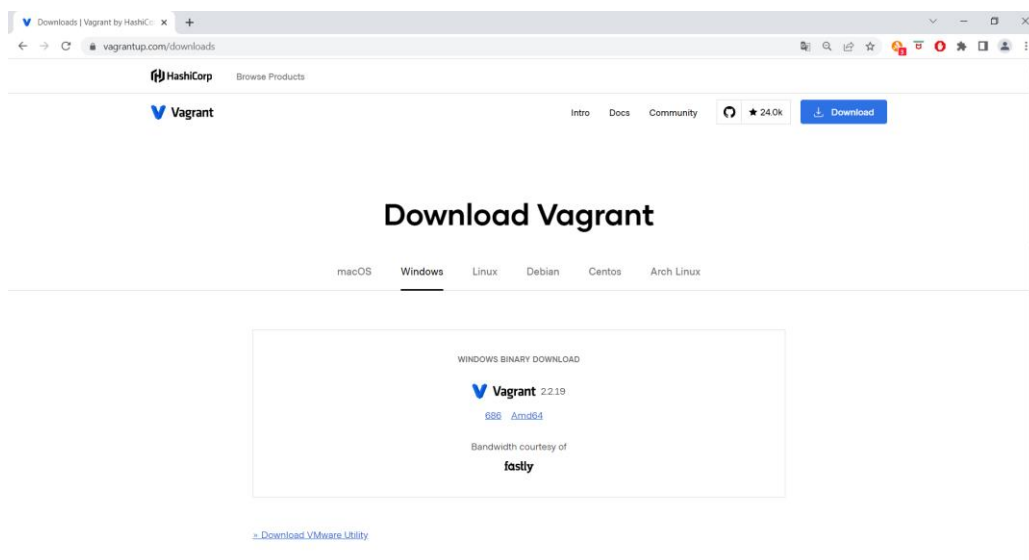 Downloads | Vagrant by HashiCo
vagrantup.com/downloads
HashiCorp Browse Products
Vagrant Intro Docs Community 24.0k Download
Download Vagrant
macOS Windows Linux Debian Centos Arch Linux
WINDOWS BINARY DOWNLOAD
Vagrant 2.2.19
686 Amd64
Bandwidth courtesy of
fastly
» Download VMware Utility